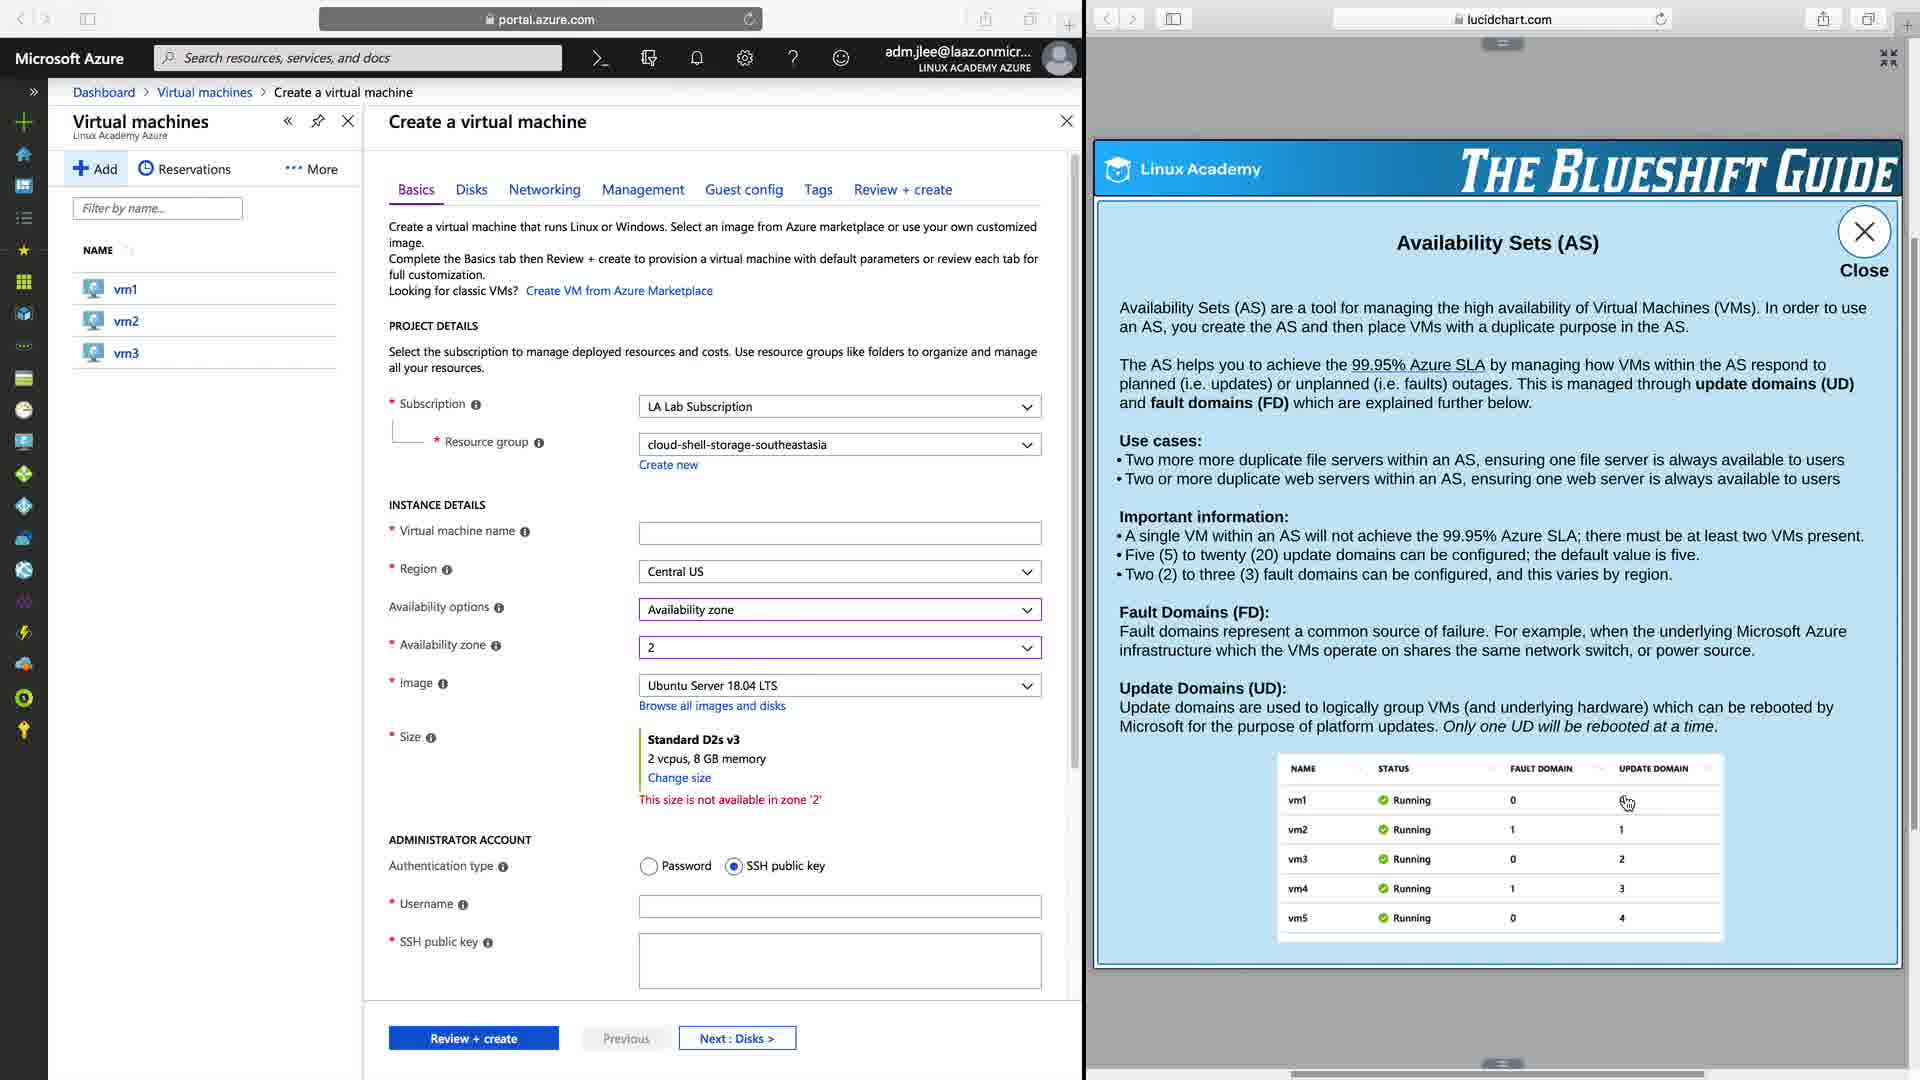 portal.azure.com
Microsoft Azure
Search resources, services, and docs
adm.jlee@laaz.onmicr...
LINUX ACADEMY AZURE
Dashboard > Virtual machines > Create a virtual machine
Virtual machines
Linux Academy Azure
Add
Reservations
More
Filter by name...
NAME
vm1
vm2
vm3
Create a virtual machine
Basics Disks Networking Management Guest config Tags Review + create
Create a virtual machine that runs Linux or Windows. Select an image from Azure marketplace or use your own customized
image.
Complete the Basics tab then Review + create to provision a virtual machine with default parameters or review each tab for
full customization.
Looking for classic VMs? Create VM from Azure Marketplace
PROJECT DETAILS
Select the subscription to manage deployed resources and costs. Use resource groups like folders to organize and manage
all your resources.
* Subscription
LA Lab Subscription
* Resource group
cloud-shell-storage-southeastasia
Create new
INSTANCE DETAILS
* Virtual machine name
* Region
Central US
Availability options
Availability zone
* Availability zone
2
* Image
Ubuntu Server 18.04 LTS
Browse all images and disks
* Size
Standard D2s v3
2 vcpus, 8 GB memory
Change size
This size is not available in zone '2'
ADMINISTRATOR ACCOUNT
Authentication type
Password SSH public key
* Username
* SSH public key
Review + create
Previous
Next : Disks >
lucidchart.com
Linux Academy
THE BLUESHIFT GUIDE
Availability Sets (AS)
Close
Availability Sets (AS) are a tool for managing the high availability of Virtual Machines (VMs). In order to use
an AS, you create the AS and then place VMs with a duplicate purpose in the AS.
The AS helps you to achieve the 99.95% Azure SLA by managing how VMs within the AS respond to
planned (i.e. updates) or unplanned (i.e. faults) outages. This is managed through update domains (UD)
and fault domains (FD) which are explained further below.
Use cases:
• Two more more duplicate file servers within an AS, ensuring one file server is always available to users
• Two or more duplicate web servers within an AS, ensuring one web server is always available to users
Important information:
• A single VM within an AS will not achieve the 99.95% Azure SLA; there must be at least two VMs present.
• Five (5) to twenty (20) update domains can be configured; the default value is five.
• Two (2) to three (3) fault domains can be configured, and this varies by region.
Fault Domains (FD):
Fault domains represent a common source of failure. For example, when the underlying Microsoft Azure
infrastructure which the VMs operate on shares the same network switch, or power source.
Update Domains (UD):
Update domains are used to logically group VMs (and underlying hardware) which can be rebooted by
Microsoft for the purpose of platform updates. Only one UD will be rebooted at a time.
NAME STATUS FAULT DOMAIN UPDATE DOMAIN
vm1 Running 0
vm2 Running 1 1
vm3 Running 0 2
vm4 Running 1 3
vm5 Running 0 4